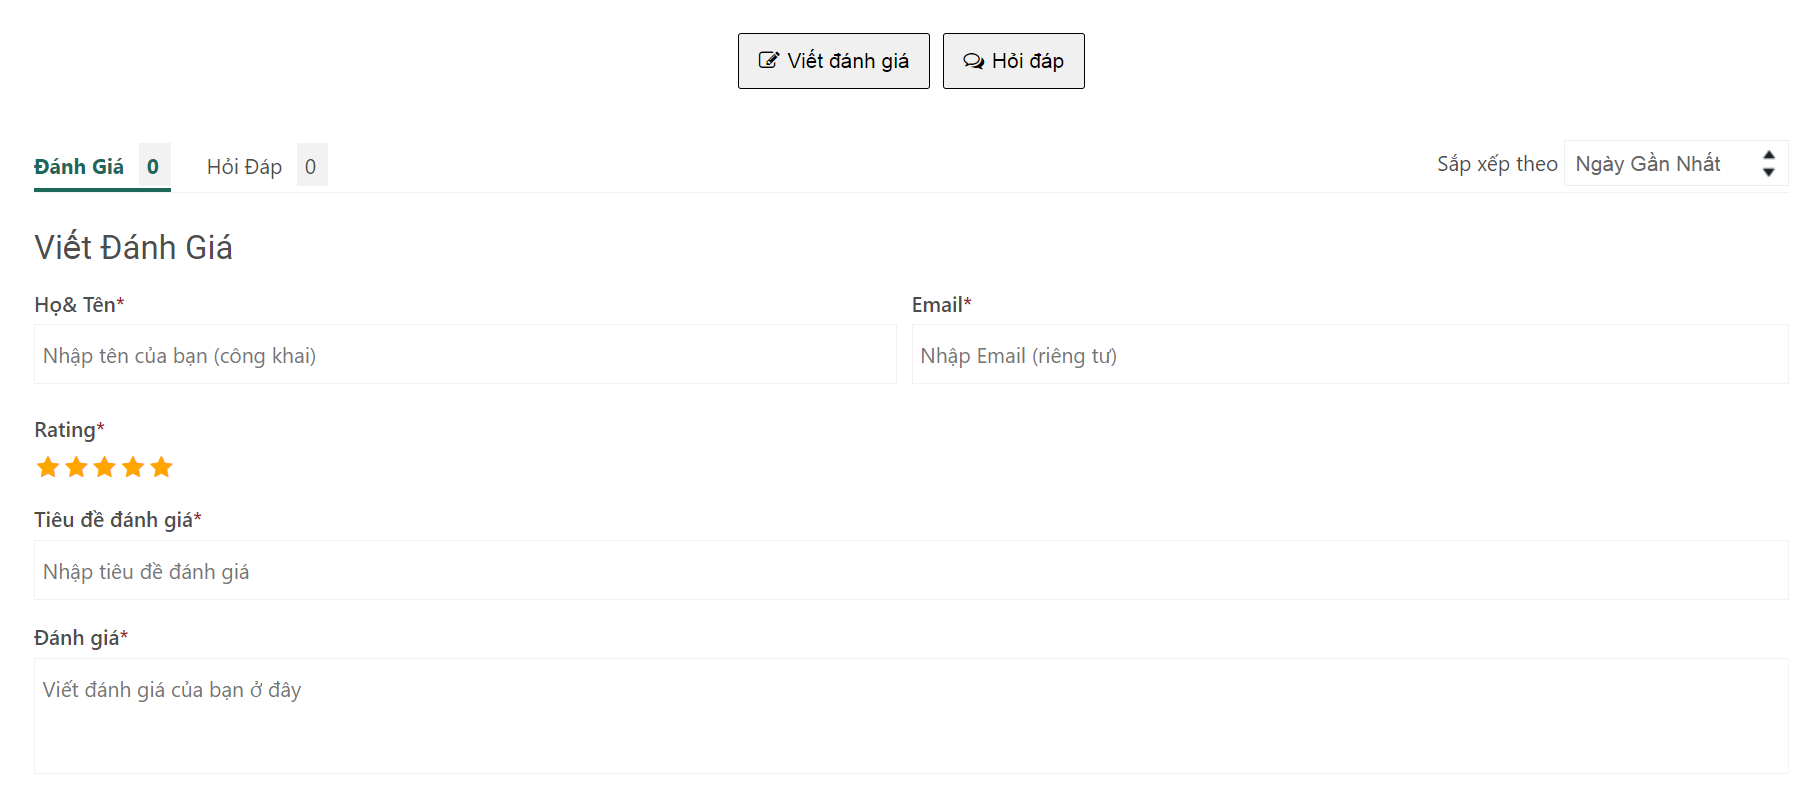 Viết đánh giá Hỏi đáp
Đánh Giá 0 Hỏi Đáp 0 Sắp xếp theo Ngày Gần Nhất
Viết Đánh Giá
Họ& Tên* Email*
Nhập tên của bạn (công khai) Nhập Email (riêng tư)
Rating*
Tiêu đề đánh giá*
Nhập tiêu đề đánh giá
Đánh giá*
Viết đánh giá của bạn ở đây